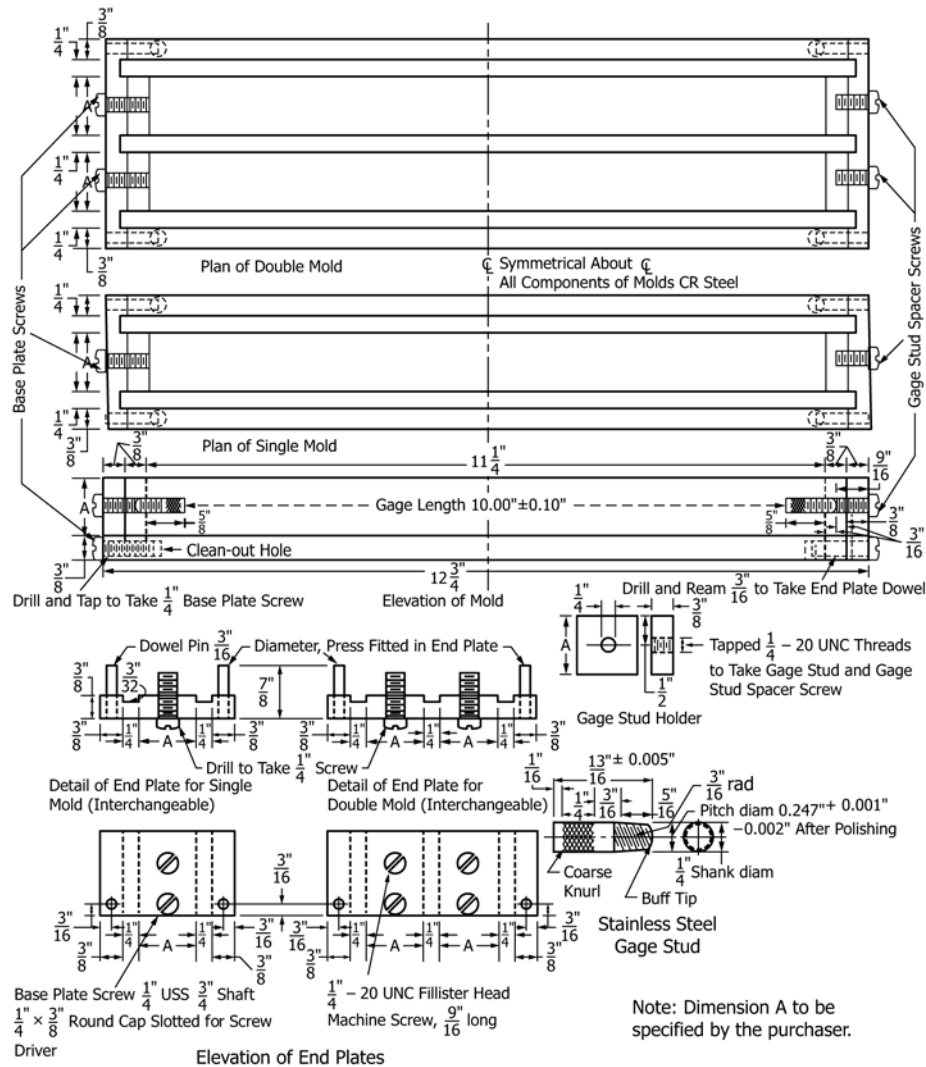 3"
8
1"
4
A
1"
4
A
1"
4
3"
8
Base Plate Screws
Gage Stud Spacer Screws
Plan of Double Mold
℄ Symmetrical About ℄
All Components of Molds CR Steel
1"
4
A
1"
4
3"
8
3"
8
3"
8
Plan of Single Mold
11 1/4"
9"
16
A
Gage Length 10.00"±0.10"
5"
8
5"
8
3"
8
3"
16
3"
8
Clean-out Hole
12 3/4"
Drill and Tap to Take 1/4" Base Plate Screw
Elevation of Mold
Drill and Ream 3/16" to Take End Plate Dowel
Dowel Pin 3/16"
Diameter, Press Fitted in End Plate
3"
8
3"
32
7"
8
3"
8
1"
4
A
1"
4
3"
8
3"
8
1"
4
A
1"
4
A
1"
4
3"
8
Drill to Take 1/4" Screw
Detail of End Plate for Single
Mold (Interchangeable)
Detail of End Plate for
Double Mold (Interchangeable)
1"
4
3"
8
A
1"
2
Tapped 1/4" – 20 UNC Threads
to Take Gage Stud and Gage
Stud Spacer Screw
Gage Stud Holder
13"/16 ± 0.005"
1"
16
1"
4
3"
16
5"
16
3"/16 rad
Pitch diam 0.247" + 0.001"
−0.002" After Polishing
Coarse
Knurl
Buff Tip
1"/4 Shank diam
Stainless Steel
Gage Stud
3"
16
3"
16
1"
4
A
1"
4
3"
16
3"
8
3"
8
3"
16
1"
4
A
1"
4
A
1"
4
3"
16
3"
8
3"
8
Base Plate Screw 1/4" USS 3/4" Shaft
1/4" × 3/8" Round Cap Slotted for Screw
Driver
1/4" – 20 UNC Fillister Head
Machine Screw, 9/16" long
Elevation of End Plates
Note: Dimension A to be
specified by the purchaser.